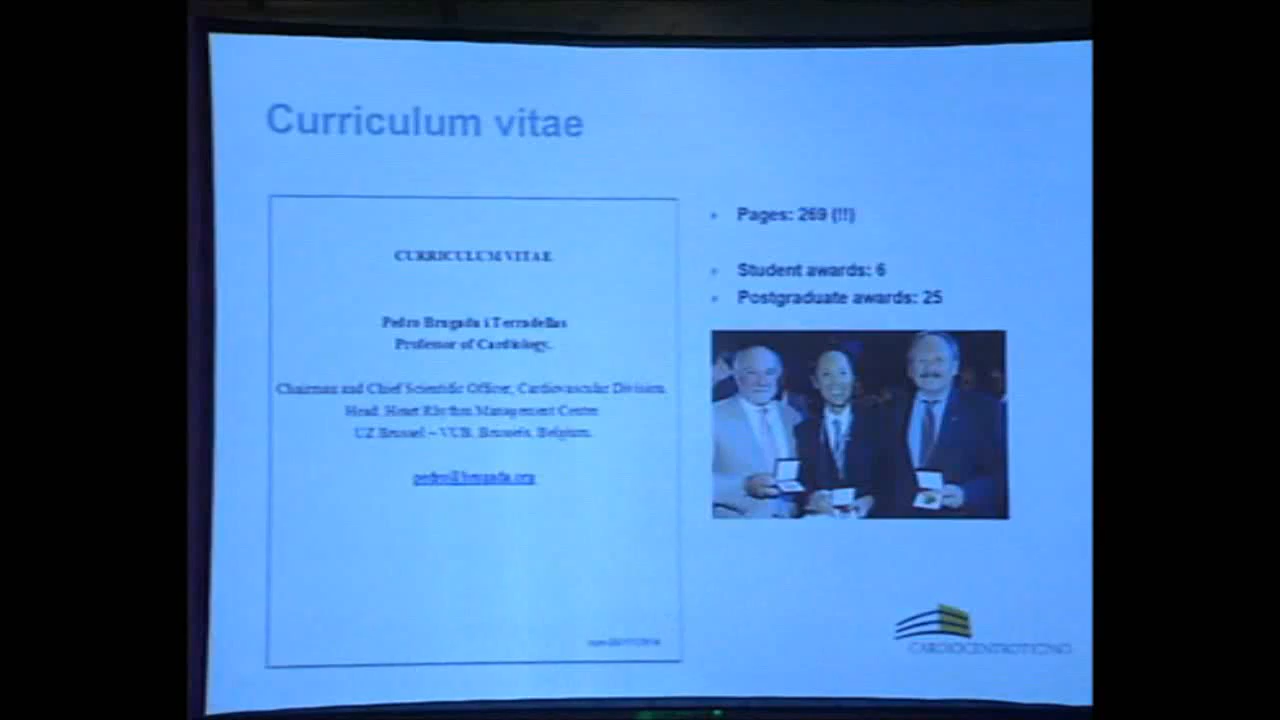 Curriculum vitae
CURRICULUM VITAE
Pedro Brugada i Terradellas
Professor of Cardiology.
Chairman and Chief Scientific Officer, Cardiovascular Division.
Head, Heart Rhythm Management Centre
UZ Brussel – VUB, Brussels, Belgium.
pedro@brugada.org
• Pages: 269 (!!)
• Student awards: 6
• Postgraduate awards: 25
CARDIOCENTROTICINO